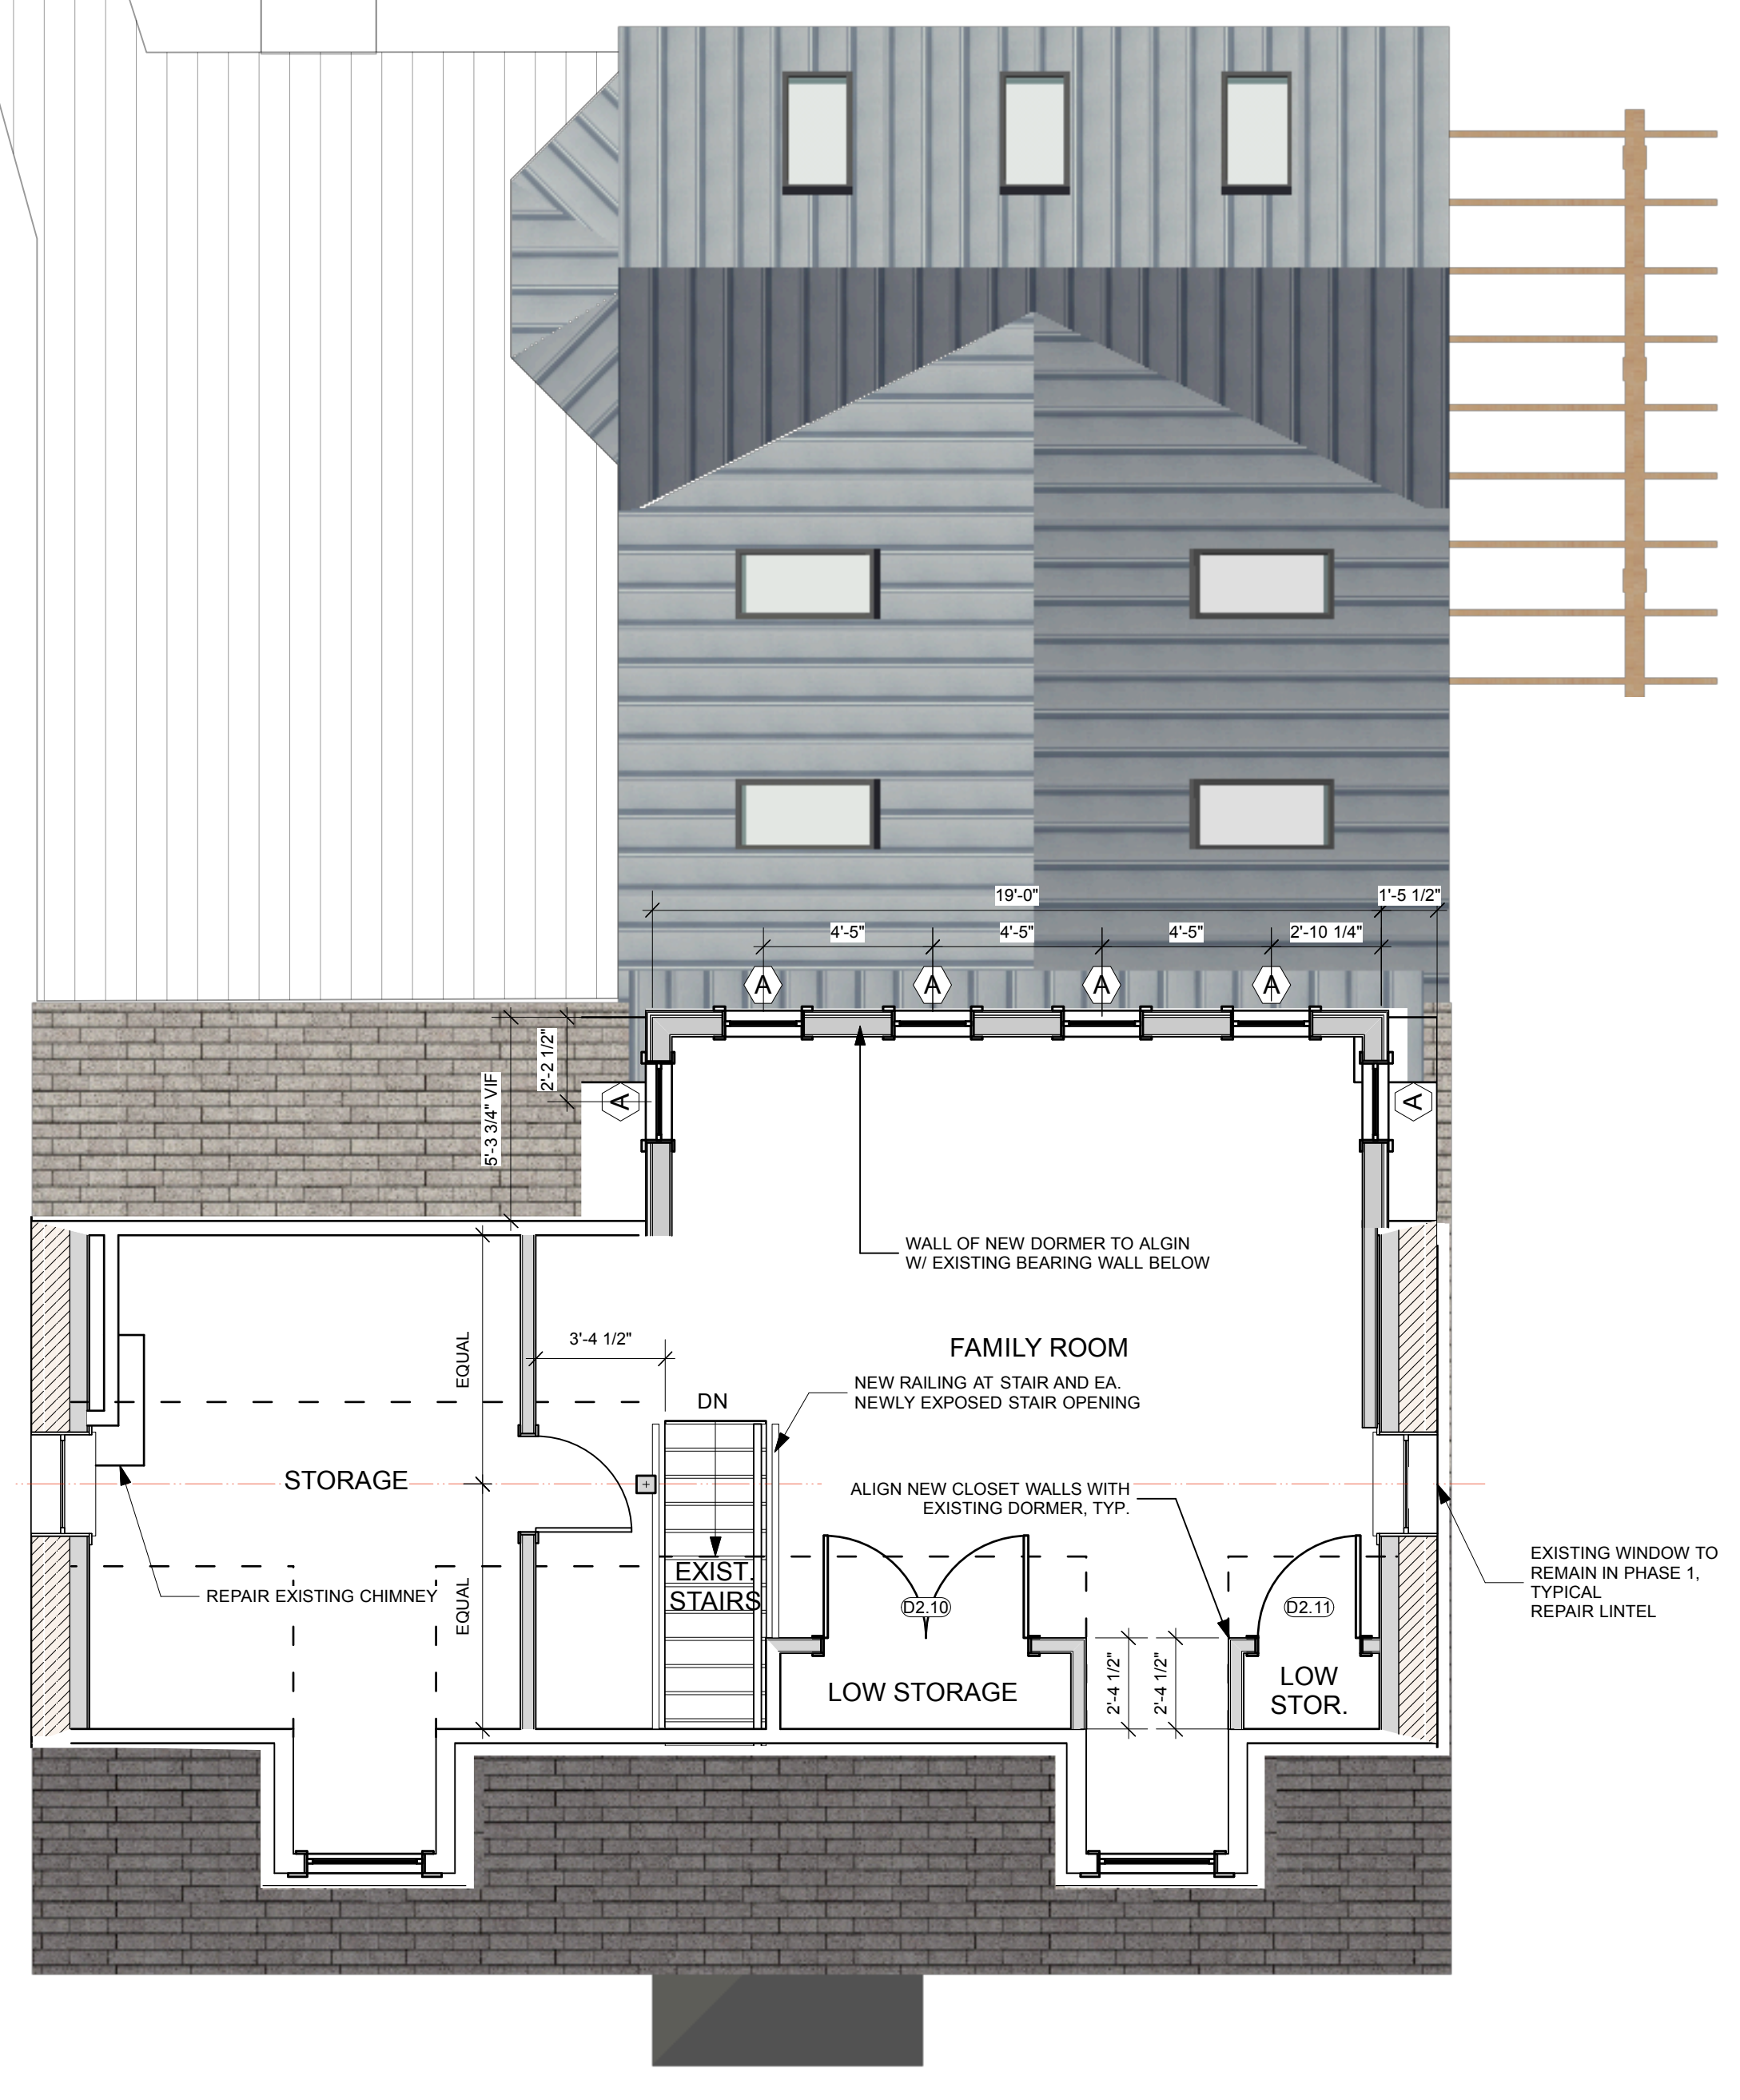 19'-0"
1'-5 1/2"
4'-5"
4'-5"
4'-5"
2'-10 1/4"
A
A
A
A
2'-2 1/2"
5'-3 3/4" VIF
A
A
WALL OF NEW DORMER TO ALGIN
W/ EXISTING BEARING WALL BELOW
EQUAL
3'-4 1/2"
FAMILY ROOM
NEW RAILING AT STAIR AND EA.
NEWLY EXPOSED STAIR OPENING
DN
STORAGE
ALIGN NEW CLOSET WALLS WITH
EXISTING DORMER, TYP.
EXISTING WINDOW TO
REMAIN IN PHASE 1,
TYPICAL
REPAIR LINTEL
EXIST.
STAIRS
REPAIR EXISTING CHIMNEY
EQUAL
D2.10
D2.11
LOW STORAGE
2'-4 1/2"
2'-4 1/2"
LOW
STOR.